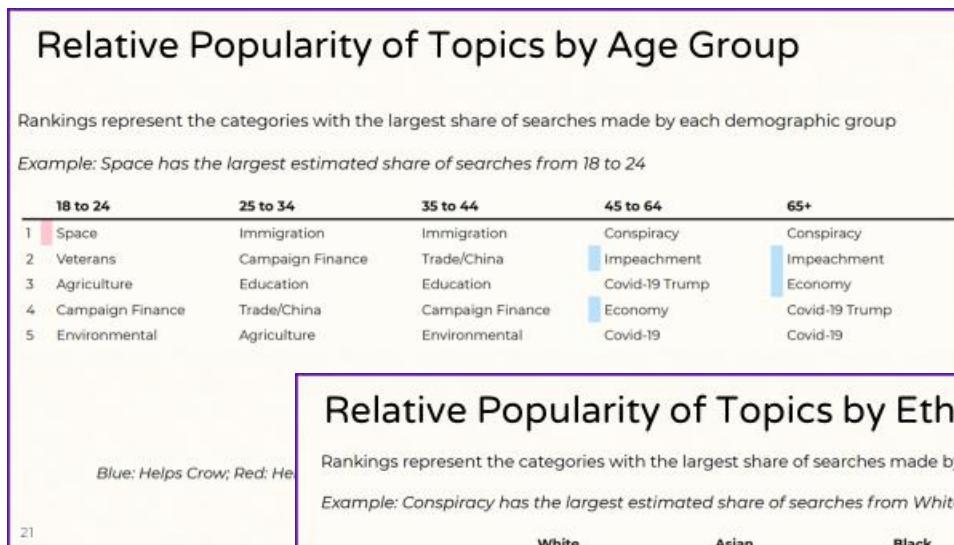 Relative Popularity of Topics by Age Group
Rankings represent the categories with the largest share of searches made by each demographic group
Example: Space has the largest estimated share of searches from 18 to 24
18 to 24 25 to 34 35 to 44 45 to 64 65+
1 Space Immigration Immigration Conspiracy Conspiracy
2 Veterans Campaign Finance Trade/China Impeachment Impeachment
3 Agriculture Education Education Covid-19 Trump Economy
4 Campaign Finance Trade/China Campaign Finance Economy Covid-19 Trump
5 Environmental Agriculture Environmental Covid-19 Covid-19
Blue: Helps Crow; Red:
21
Relative Popularity of Topics by
Rankings represent the categories with the largest share of searches made
Example: Conspiracy has the largest estimated share of searches from
White Asian Black